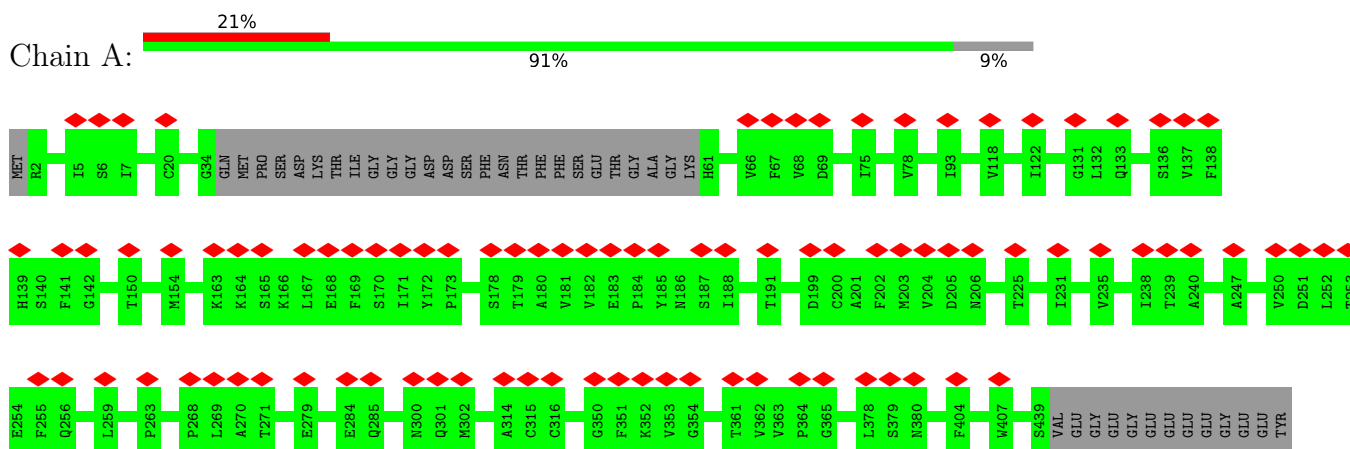 21%
Chain A:
91% 9%
MET R2 I5 S6 I7 C20 G34 GLN MET PRO SER ASP LYS THR ILE GLY GLY GLY ASP ASP SER PHE ASN THR PHE PHE SER GLU THR GLY ALA GLY LYS H61 V66 F67 V68 D69 I75 V78 I93 V118 I122 G131 L132 Q133 S136 V137 F138
H139 S140 F141 G142 T150 M154 K163 K164 S165 K166 L167 E168 F169 S170 I171 Y172 P173 S178 T179 A180 V181 V182 E183 P184 Y185 N186 S187 I188 T191 D199 C200 A201 F202 M203 V204 D205 N206 T225 I231 V235 I238 T239 A240 A247 V250 D251 L252 T253
E254 F255 Q256 L259 P263 P268 L269 A270 T271 E279 E284 Q285 N300 Q301 M302 A314 C315 C316 G350 F351 K352 V353 G354 T361 V362 V363 P364 G365 L378 S379 N380 F404 W407 S439 VAL GLU GLY GLU GLY GLU GLU GLU GLU GLU GLY GLU GLU TYR